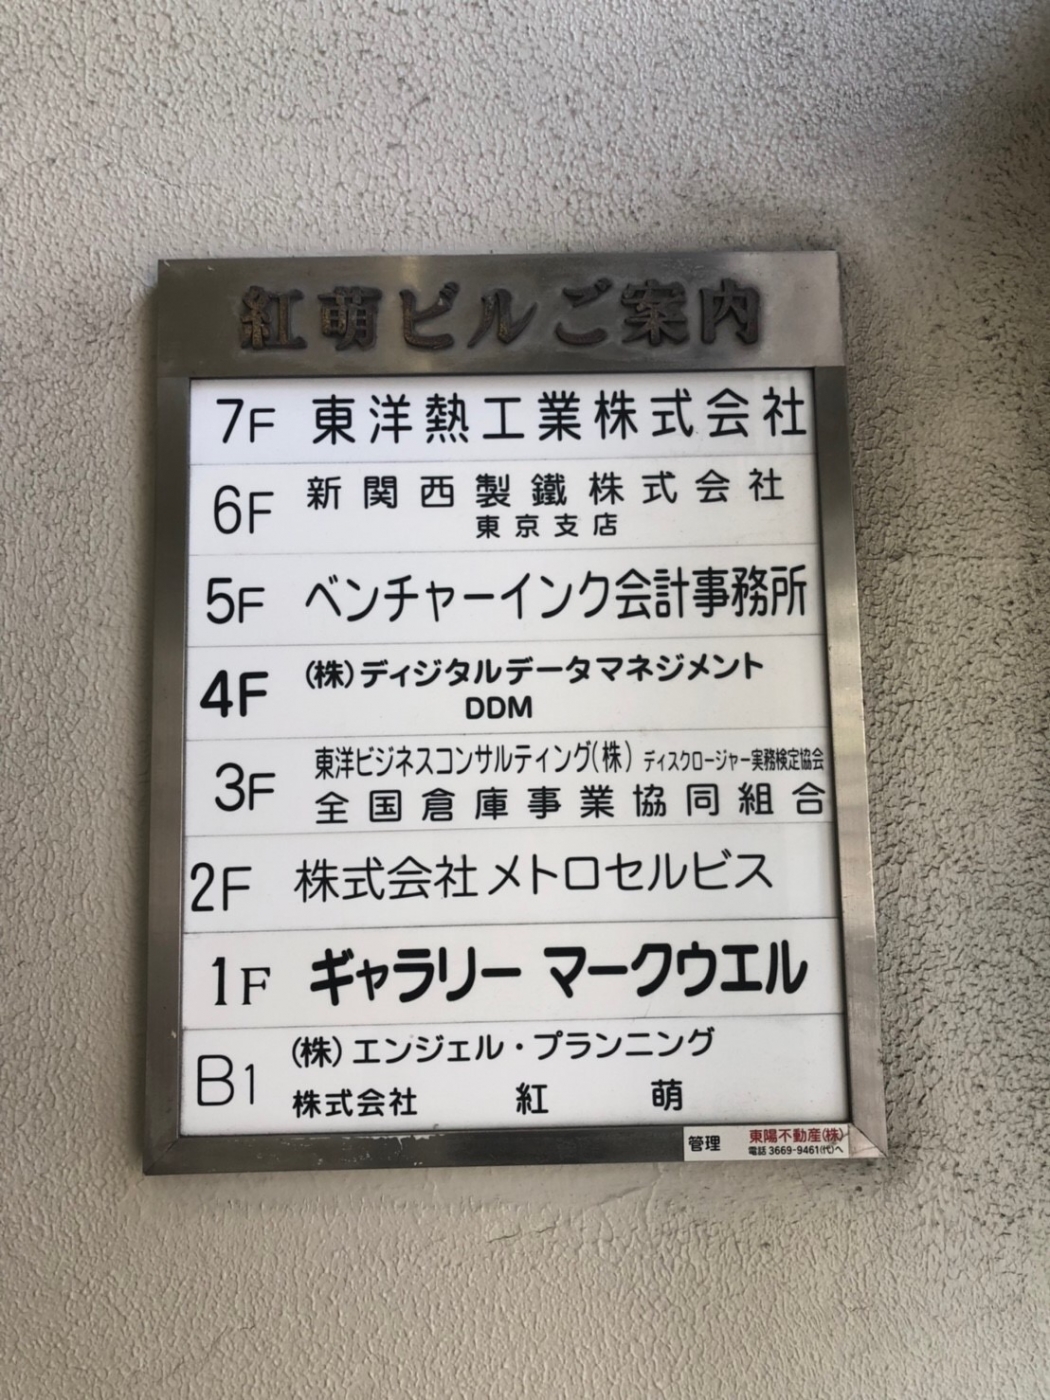 紅萌ビルご案内
7F 東洋熱工業株式会社
6F 新関西製鐵株式会社
東京支店
5F ベンチャーインク会計事務所
4F (株)ディジタルデータマネジメント
DDM
3F 東洋ビジネスコンサルティング(株) ディスクロージャー実務検定協会
全国倉庫事業協同組合
2F 株式会社メトロセルビス
1F ギャラリー マークウエル
B1 (株)エンジェル・プランニング
株式会社 紅萌
管理 東陽不動産(株)
電話 3669-9461(代)へ